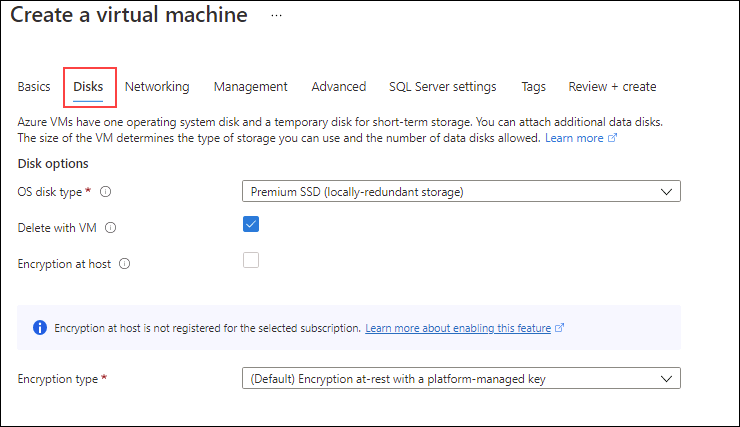 Create a virtual machine ...
Basics Disks Networking Management Advanced SQL Server settings Tags Review + create
Azure VMs have one operating system disk and a temporary disk for short-term storage. You can attach additional data disks.
The size of the VM determines the type of storage you can use and the number of data disks allowed. Learn more
Disk options
OS disk type * Premium SSD (locally-redundant storage)
Delete with VM
Encryption at host
Encryption at host is not registered for the selected subscription. Learn more about enabling this feature
Encryption type * (Default) Encryption at-rest with a platform-managed key